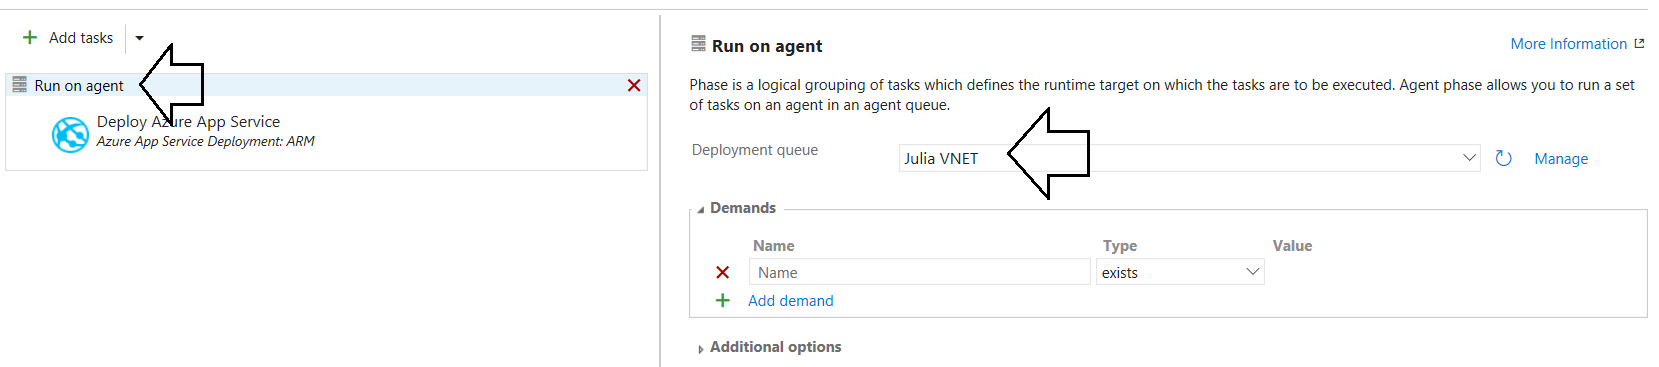 Add tasks
Run on agent
Deploy Azure App Service
Azure App Service Deployment: ARM
Run on agent
More Information
Phase is a logical grouping of tasks which defines the runtime target on which the tasks are to be executed. Agent phase allows you to run a set
of tasks on an agent in an agent queue.
Deployment queue
Julia VNET
Manage
Demands
Name Type Value
Name exists
Add demand
Additional options